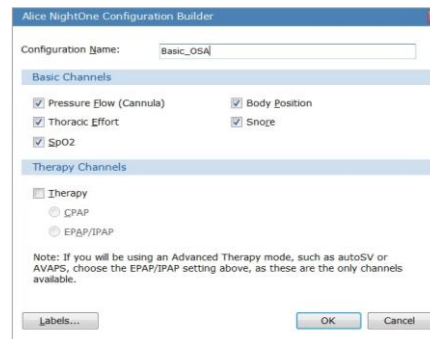 Alice NightOne Configuration Builder
Configuration Name: Basic_OSA
Basic Channels
Pressure Flow (Cannula) Body Position
Thoracic Effort Snore
SpO2
Therapy Channels
Therapy
CPAP
EPAP/IPAP
Note: If you will be using an Advanced Therapy mode, such as autoSV or
AVAPS, choose the EPAP/IPAP setting above, as these are the only channels
available.
Labels... OK Cancel